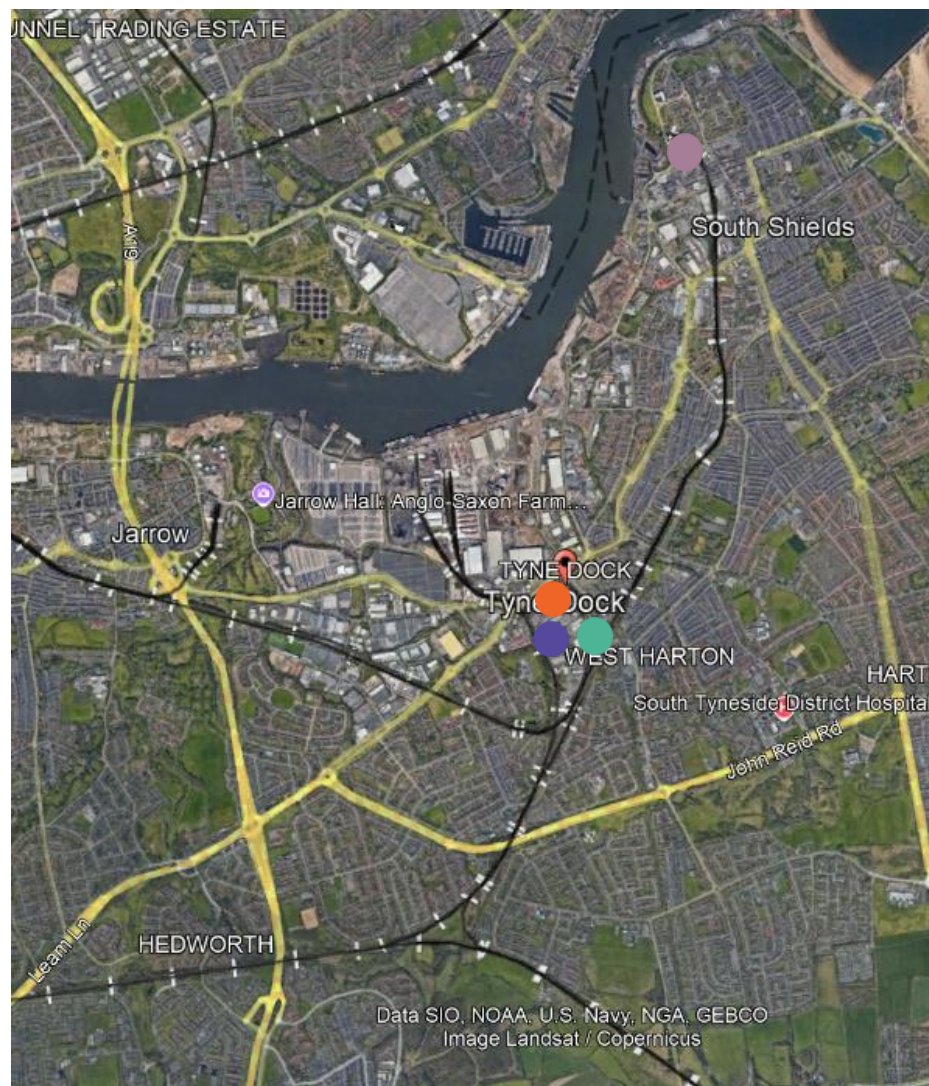 UNNEL TRADING ESTATE
A19
South Shields
Jarrow Hall: Anglo-Saxon Farm...
Jarrow
TYNE DOCK
Tyne Dock
WEST HARTON
HART
South Tyneside District Hospital
John Reid Rd
HEDWORTH
Leam Ln
Data SIO, NOAA, U.S. Navy, NGA, GEBCO
Image Landsat / Copernicus